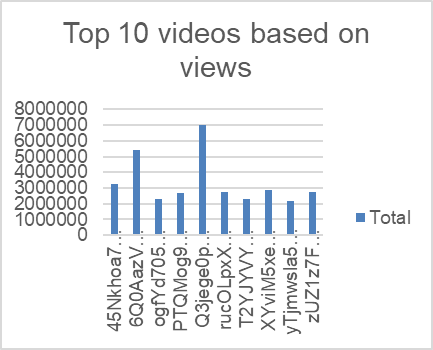 Top 10 videos based on
views
8000000
7000000
6000000
5000000
4000000
3000000
2000000
1000000
0
Total
45Nkhoa7…
6Q0AazV…
ogfYd705…
PTQMog9…
Q3jege0p…
rucOLpxX…
T2YJYVY…
XYviM5xe…
yTjmwsla5…
zUZ1z7F…